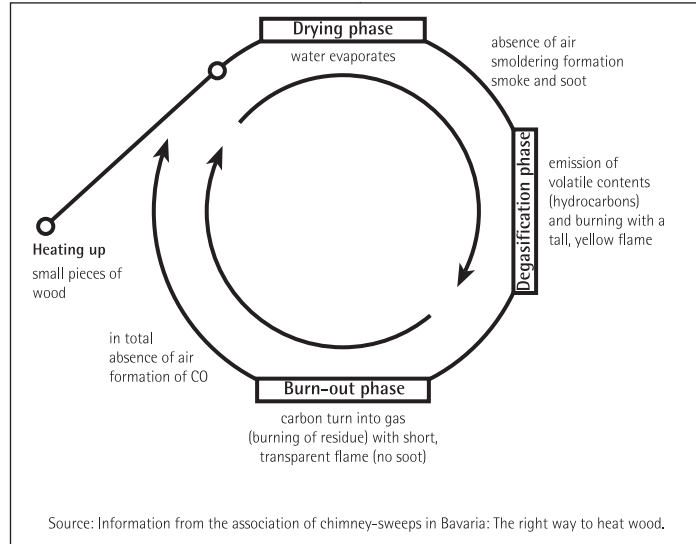 Drying phase
water evaporates
absence of air
smoldering formation
smoke and soot
Degasification phase
emission of
volatile contents
(hydrocarbons)
and burning with a
tall, yellow flame
Heating up
small pieces of
wood
in total
absence of air
formation of CO
Burn-out phase
carbon turn into gas
(burning of residue) with short,
transparent flame (no soot)
Source: Information from the association of chimney-sweeps in Bavaria: The right way to heat wood.